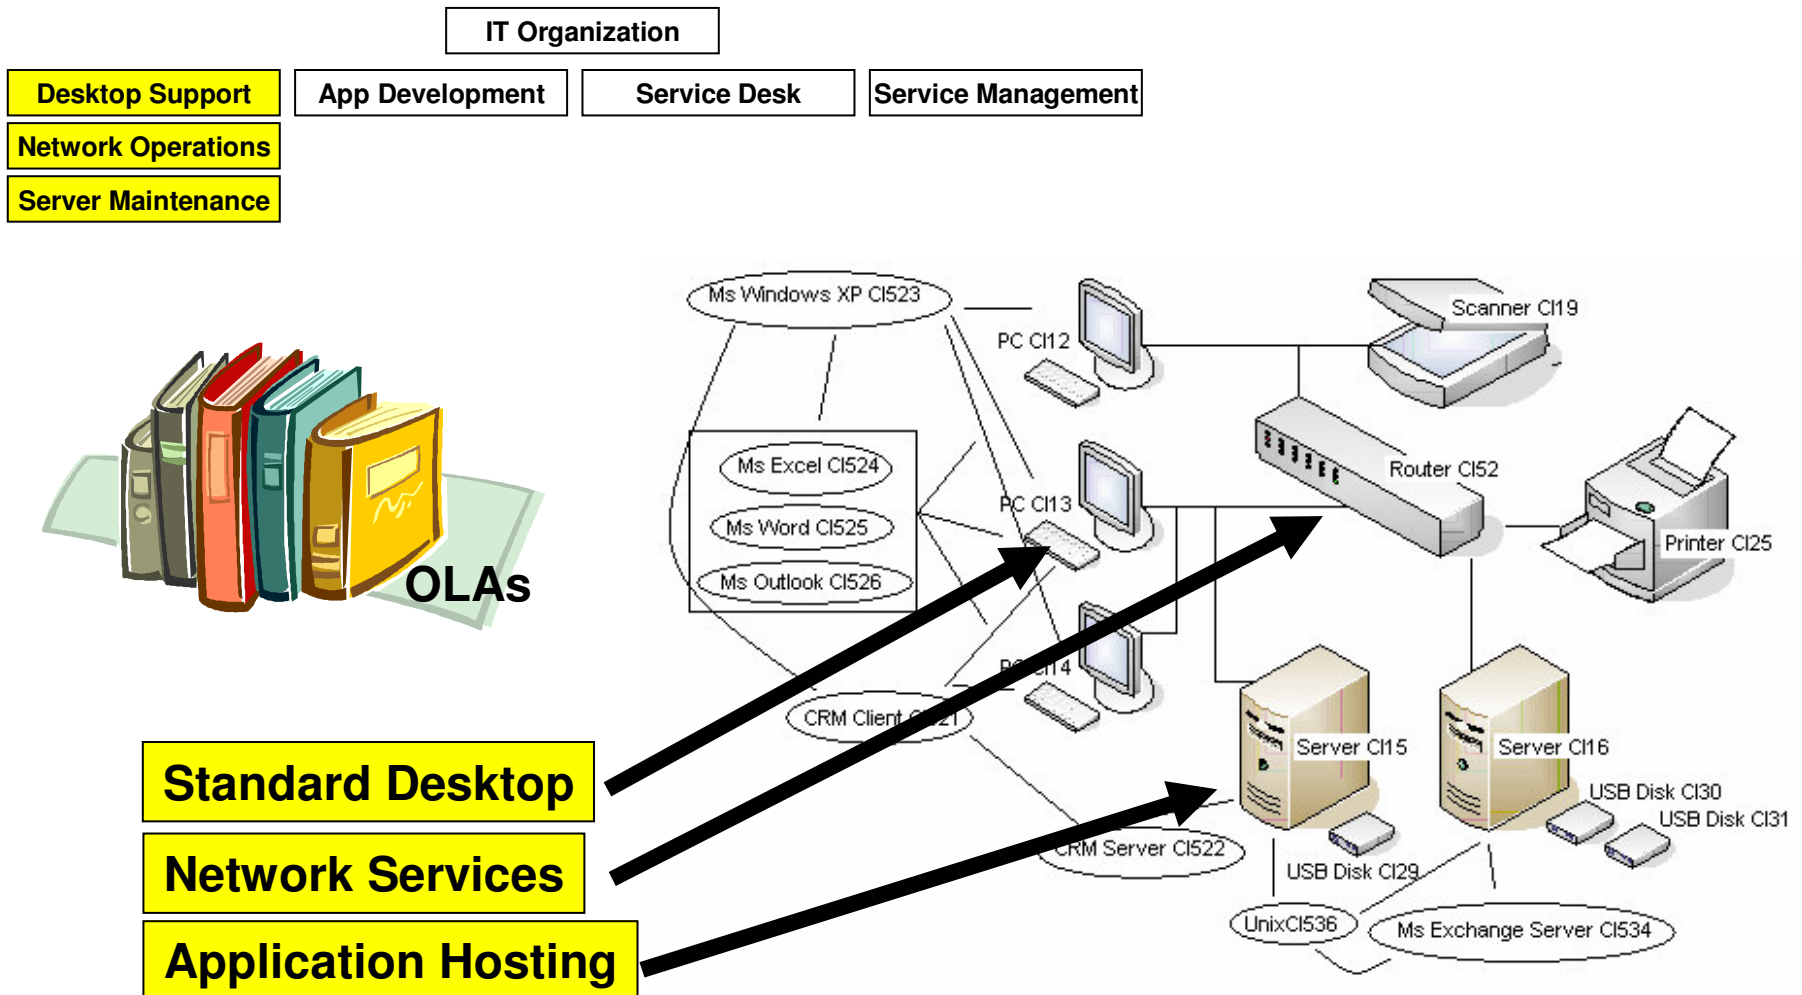 IT Organization
Desktop Support
App Development
Service Desk
Service Management
Network Operations
Server Maintenance
Ms Windows XP CI523
Scanner CI19
PC CI12
Ms Excel CI524
Router CI52
PC CI13
Ms Word CI525
Printer CI25
Ms Outlook CI526
OLAs
PC CI14
CRM Client
Server CI15
Server CI16
Standard Desktop
USB Disk CI30
USB Disk CI31
CRM Server CI522
Network Services
USB Disk CI29
UnixCI536
Ms Exchange Server CI534
Application Hosting